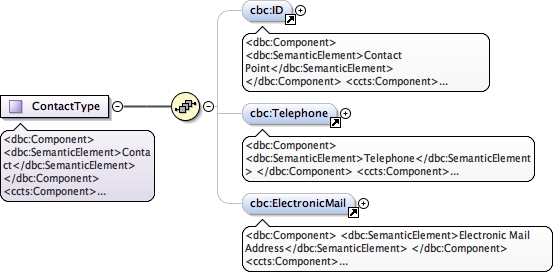 cbc:ID
<dbc:Component>
<dbc:SemanticElement>Contact
Point</dbc:SemanticElement>
</dbc:Component> <ccts:Component>...
ContactType
<dbc:Component>
<dbc:SemanticElement>Conta
ct</dbc:SemanticElement>
</dbc:Component>
<ccts:Component>...
cbc:Telephone
<dbc:Component>
<dbc:SemanticElement>Telephone</dbc:SemanticElement
> </dbc:Component> <ccts:Component>...
cbc:ElectronicMail
<dbc:Component> <dbc:SemanticElement>Electronic Mail
Address</dbc:SemanticElement> </dbc:Component>
<ccts:Component>...